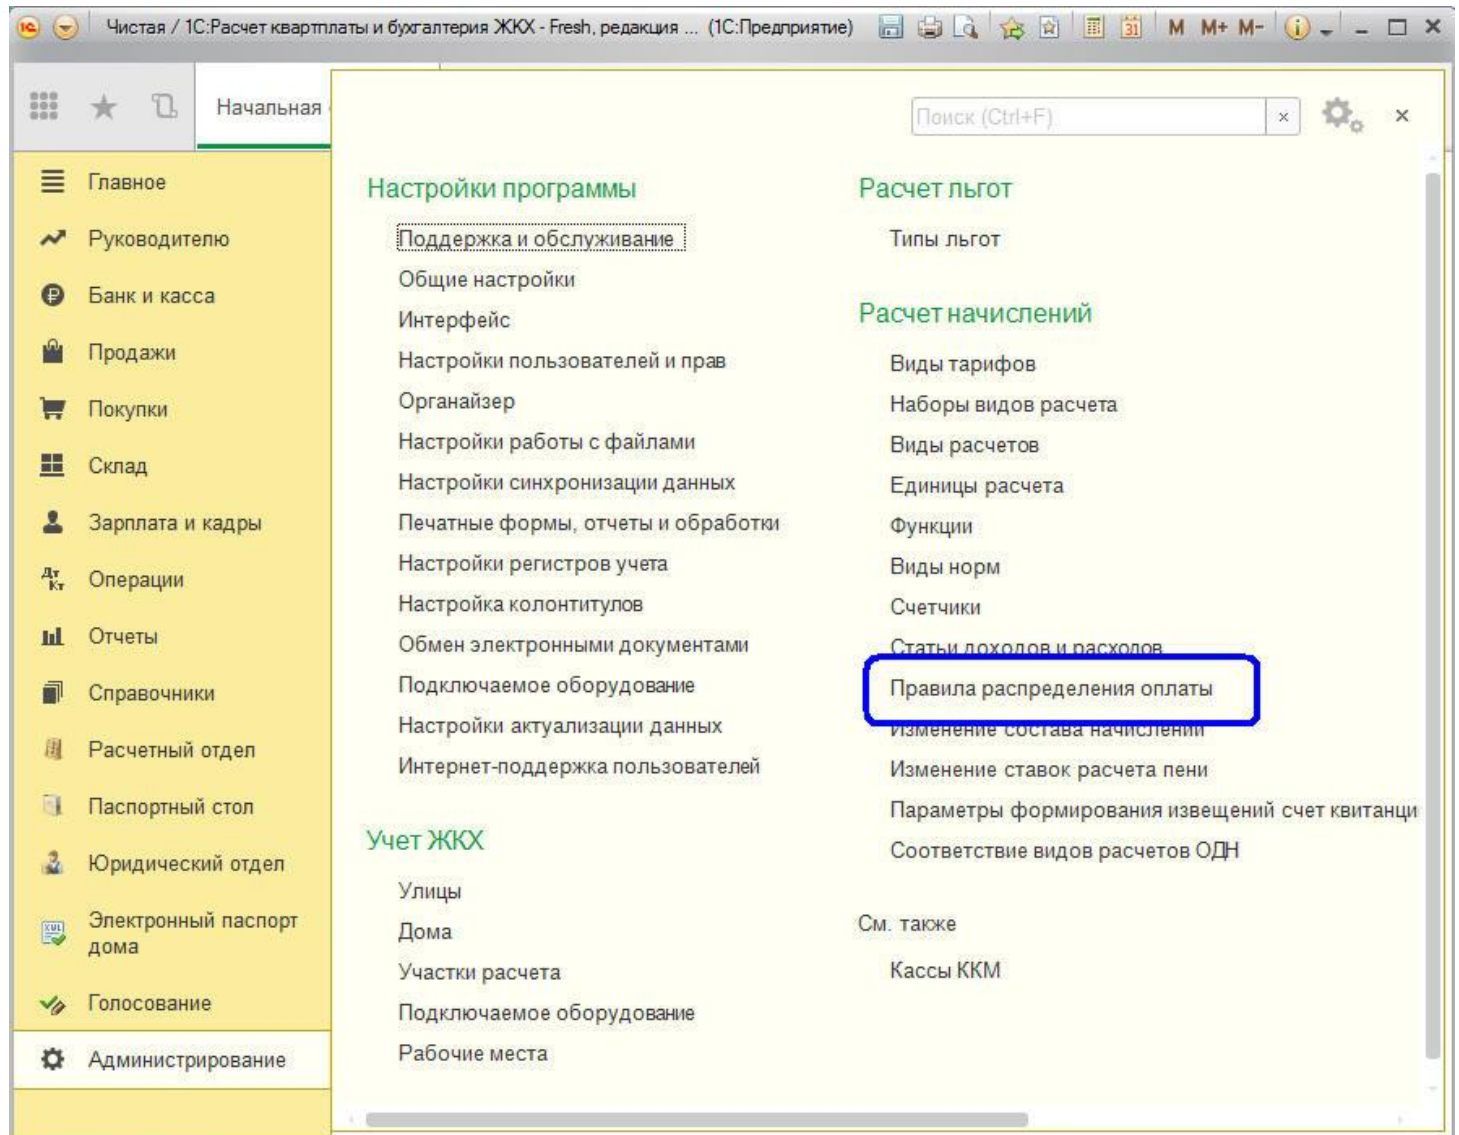 Чистая / 1С:Расчет квартплаты и бухгалтерия ЖКХ - Fresh, редакция ... (1С:Предприятие)
31 M M+ M-
Начальная
Поиск (Ctrl+F)
Главное
Руководителю
Банк и касса
Продажи
Покупки
Склад
Зарплата и кадры
Дт
Кт
Операции
Отчеты
Справочники
Расчетный отдел
Паспортный стол
Юридический отдел
Электронный паспорт
дома
Голосование
Администрирование
Настройки программы
Поддержка и обслуживание
Общие настройки
Интерфейс
Настройки пользователей и прав
Органайзер
Настройки работы с файлами
Настройки синхронизации данных
Печатные формы, отчеты и обработки
Настройки регистров учета
Настройка колонтитулов
Обмен электронными документами
Подключаемое оборудование
Настройки актуализации данных
Интернет-поддержка пользователей
Учет ЖКХ
Улицы
Дома
Участки расчета
Подключаемое оборудование
Рабочие места
Расчет льгот
Типы льгот
Расчет начислений
Виды тарифов
Наборы видов расчета
Виды расчетов
Единицы расчета
Функции
Виды норм
Счетчики
Статьи доходов и расходов
Правила распределения оплаты
Изменение состава начислений
Изменение ставок расчета пени
Параметры формирования извещений счет квитанци
Соответствие видов расчетов ОДН
См. также
Кассы ККМ